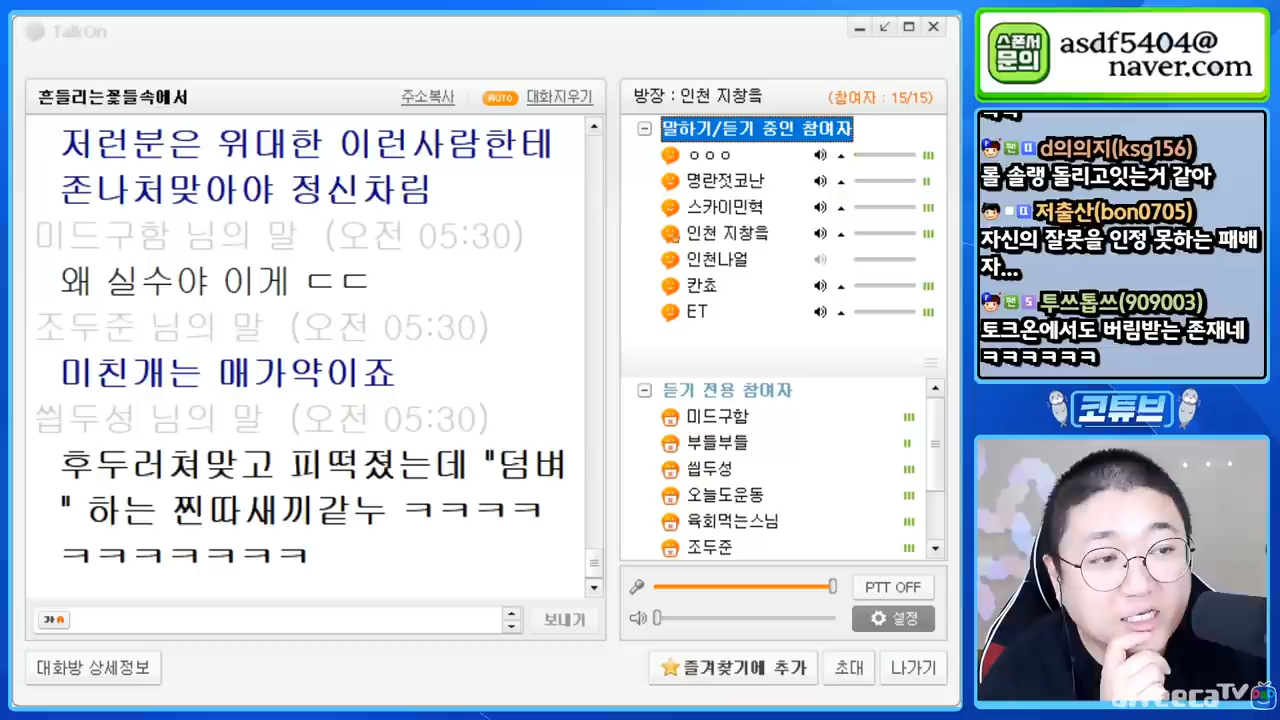 TalkOn
흔들리는꽃들속에서
주소복사
AUTO 대화지우기
저런분은 위대한 이런사람한테
존나처맞아야 정신차림
미드구함 님의 말 (오전 05:30)
왜 실수야 이게 ㄷㄷ
조두준 님의 말 (오전 05:30)
미친개는 매가약이죠
씹두성 님의 말 (오전 05:30)
후두러쳐맞고 피떡졌는데 "덤벼
" 하는 찐따새끼같누 ㅋㅋㅋㅋ
ㅋㅋㅋㅋㅋㅋㅋ
가A
보내기
대화방 상세정보
방장 : 인천 지창욱
(참여자 : 15/15)
말하기/듣기 중인 참여자
ㅇㅇㅇ
명란젓코난
스카이민혁
인천 지창욱
인천나얼
칸쵸
ET
듣기 전용 참여자
미드구함
부들부들
씹두성
오늘도운동
육회먹는스님
조두준
PTT OFF
설정
즐겨찾기에 추가
초대
나가기
스폰서
문의
asdf5404@
naver.com
팬 d의의지(ksg156)
롤 솔랭 돌리고잇는거 같아
저출산(bon0705)
자신의 잘못을 인정 못하는 패배
자...
팬 S 투쓰톱쓰(909003)
토크온에서도 버림받는 존재네
ㅋㅋㅋㅋㅋㅋ
코튜브
afreecaTV